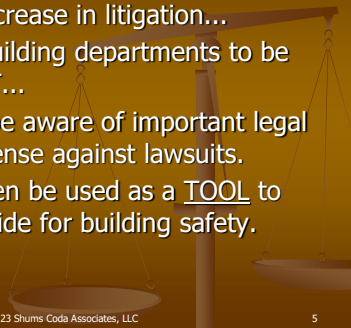 crease in litigation...
uilding departments to be
...
e aware of important legal
ense against lawsuits.
en be used as a TOOL to
ide for building safety.
23 Shums Coda Associates, LLC 5